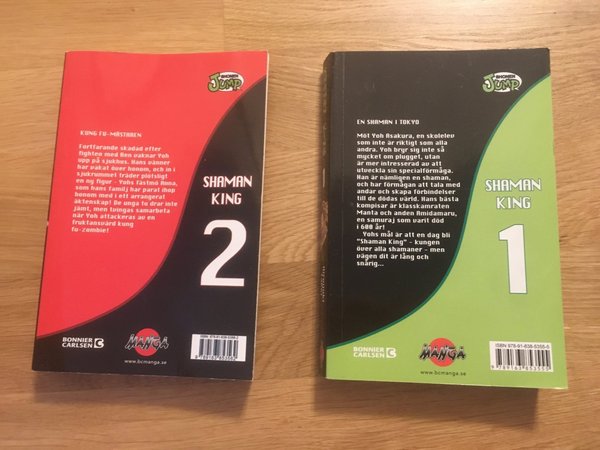 SHONEN
JUMP
KUNG FU-MÄSTAREN
Fortfarande skadad efter
fighten med Ren vaknar Yoh
upp på sjukhus. Hans vänner
har vakat över honom, och in i
sjukrummet träder plötsligt
en ny figur - Yohs fästmö Anna,
som hans familj har parat ihop
honom med i ett arrangerat
äktenskap! De unga tu drar inte
jämt, men tvingas samarbeta
när Yoh attackeras av en
fruktansvärd kung
fu-zombie!
SHAMAN
KING
2
BONNIER
CARLSEN
MANGA
www.bcmanga.se
SHONEN
JUMP
EN SHAMAN I TOKYO
Möt Yoh Asakura, en skolelev
som inte är riktigt som alla
andra. Yoh bryr sig inte så
mycket om plugget, utan
är mer intresserad av att
utveckla sin specialförmåga.
Han är nämligen en shaman,
och har förmågan att tala med
andar och skapa förbindelser
till de dödas värld. Hans bästa
kompisar är klasskamraten
Manta och anden Amidamaru,
en samuraj som varit död
i 600 år!
Yohs mål är att en dag bli
"Shaman King" - kungen
över alla shamaner - men
vägen dit är lång och
snårig...
SHAMAN
KING
1
BONNIER
CARLSEN
MANGA
www.bcmanga.se
ISBN 978-91-638-5355-5